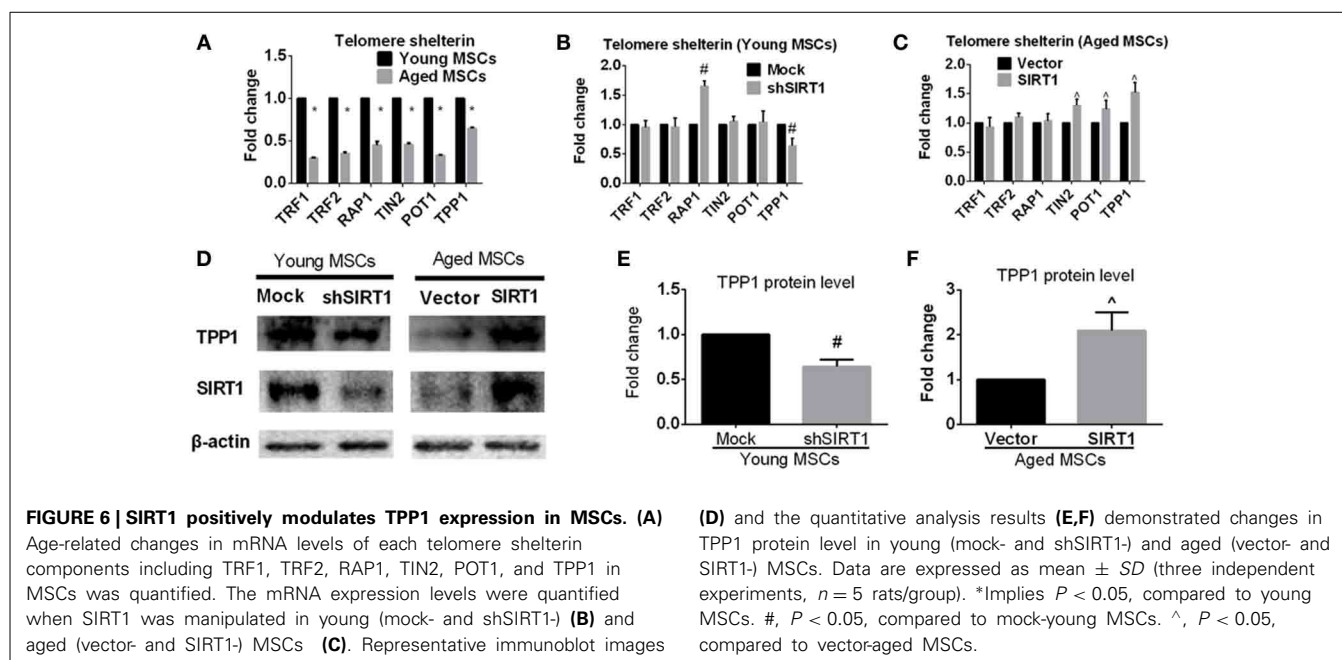 A
Telomere shelterin
Young MSCs
Aged MSCs
Fold change
1.0
0.5
0.0
* * * * * *
TRF1 TRF2 RAP1 TIN2 POT1 TPP1
B
Telomere shelterin (Young MSCs)
Mock
shSIRT1
Fold change
2.0
1.5
1.0
0.5
0.0
# #
TRF1 TRF2 RAP1 TIN2 POT1 TPP1
C
Telomere shelterin (Aged MSCs)
Vector
SIRT1
Fold change
2.0
1.5
1.0
0.5
0.0
^ ^ ^
TRF1 TRF2 RAP1 TIN2 POT1 TPP1
D
Young MSCs Aged MSCs
Mock shSIRT1 Vector SIRT1
TPP1
SIRT1
β-actin
E
TPP1 protein level
Fold change
1.5
1.0
0.5
0.0
#
Mock shSIRT1
Young MSCs
F
TPP1 protein level
Fold change
3
2
1
0
^
Vector SIRT1
Aged MSCs
FIGURE 6 | SIRT1 positively modulates TPP1 expression in MSCs. (A)
Age-related changes in mRNA levels of each telomere shelterin
components including TRF1, TRF2, RAP1, TIN2, POT1, and TPP1 in
MSCs was quantified. The mRNA expression levels were quantified
when SIRT1 was manipulated in young (mock- and shSIRT1-) (B) and
aged (vector- and SIRT1-) MSCs (C). Representative immunoblot images
(D) and the quantitative analysis results (E,F) demonstrated changes in
TPP1 protein level in young (mock- and shSIRT1-) and aged (vector- and
SIRT1-) MSCs. Data are expressed as mean ± SD (three independent
experiments, n = 5 rats/group). *Implies P < 0.05, compared to young
MSCs. #, P < 0.05, compared to mock-young MSCs. ^, P < 0.05,
compared to vector-aged MSCs.